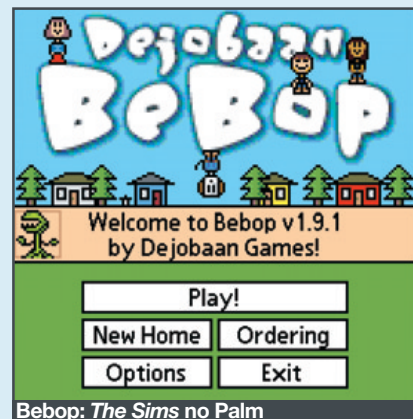 Dejobaan
BeBop
Welcome to Bebop v1.9.1
by Dejobaan Games!
Play!
New Home
Ordering
Options
Exit
Bebop: The Sims no Palm